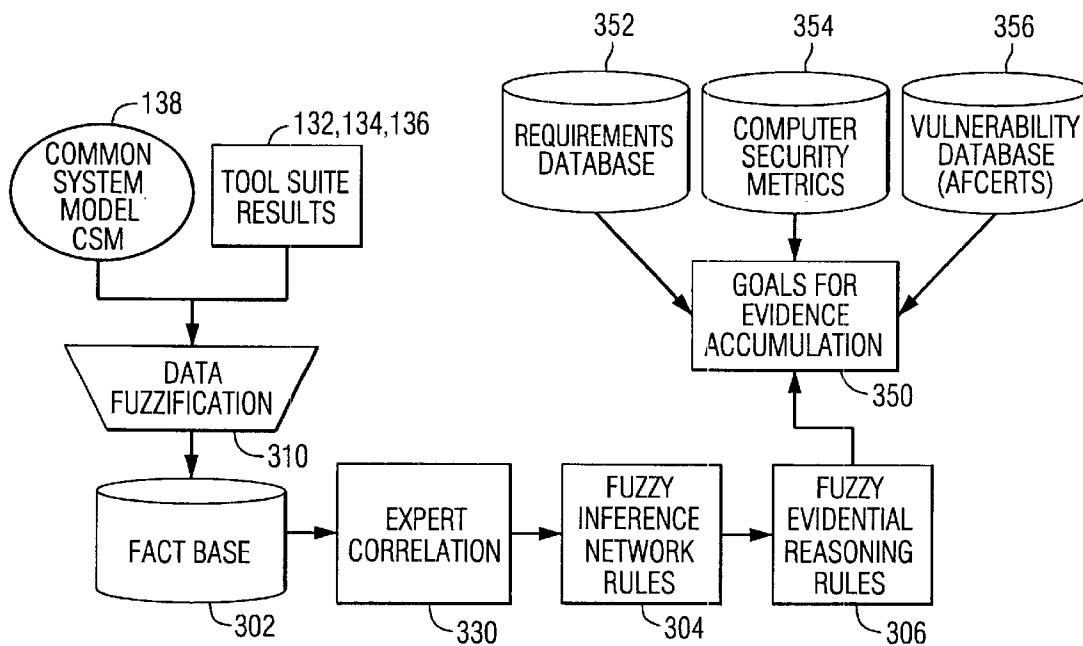 352
354
356
138
132,134,136
COMMON
SYSTEM
MODEL
CSM
TOOL SUITE
RESULTS
REQUIREMENTS
DATABASE
COMPUTER
SECURITY
METRICS
VULNERABILITY
DATABASE
(AFCERTS)
GOALS FOR
EVIDENCE
ACCUMULATION
350
DATA
FUZZIFICATION
310
FACT BASE
302
EXPERT
CORRELATION
330
FUZZY
INFERENCE
NETWORK
RULES
304
FUZZY
EVIDENTIAL
REASONING
RULES
306